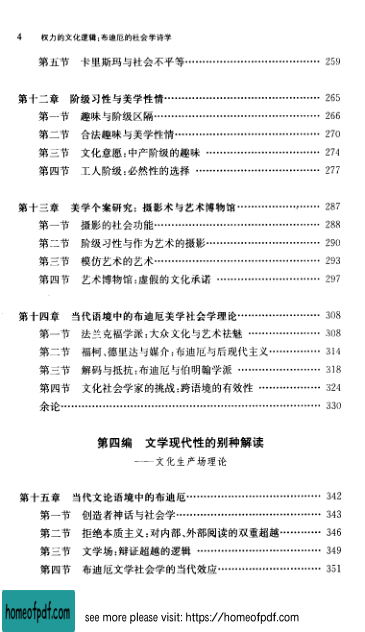 4 权力的文化逻辑:布迪厄的社会学诗学
第五节 卡里斯玛与社会不平等…………………………………… 259
第十二章 阶级习性与美学性情…………………………………… 265
第一节 趣味与阶级区隔…………………………………… 266
第二节 合法趣味与美学性情…………………………………… 270
第三节 文化意愿:中产阶级的趣味 …………………………… 274
第四节 工人阶级:必然性的选择 …………………………… 277
第十三章 美学个案研究:摄影术与艺术博物馆…………………… 287
第一节 摄影的社会功能…………………………………… 288
第二节 阶级习性与作为艺术的摄影…………………………… 290
第三节 模仿艺术的艺术…………………………………… 293
第四节 艺术博物馆:虚假的文化承诺 …………………………… 297
第十四章 当代语境中的布迪厄美学社会学理论…………………… 308
第一节 法兰克福学派:大众文化与艺术祛魅 ………………… 308
第二节 福柯、德里达与媒介:布迪厄与后现代主义…………… 314
第三节 解码与抵抗:布迪厄与伯明翰学派 ………………… 318
第四节 文化社会学家的挑战:跨语境的有效性 ……………… 324
余论…………………………………………………………… 330
第四编 文学现代性的别种解读
——文化生产场理论
第十五章 当代文论语境中的布迪厄…………………………… 342
第一节 创造者神话与社会学…………………………………… 343
第二节 拒绝本质主义:对内部、外部阅读的双重超越………… 346
第三节 文学场:辩证超越的逻辑 …………………………… 349
第四节 布迪厄文学社会学的当代效应…………………………… 351
homeofpdf.com
see more please visit: https://homeofpdf.com